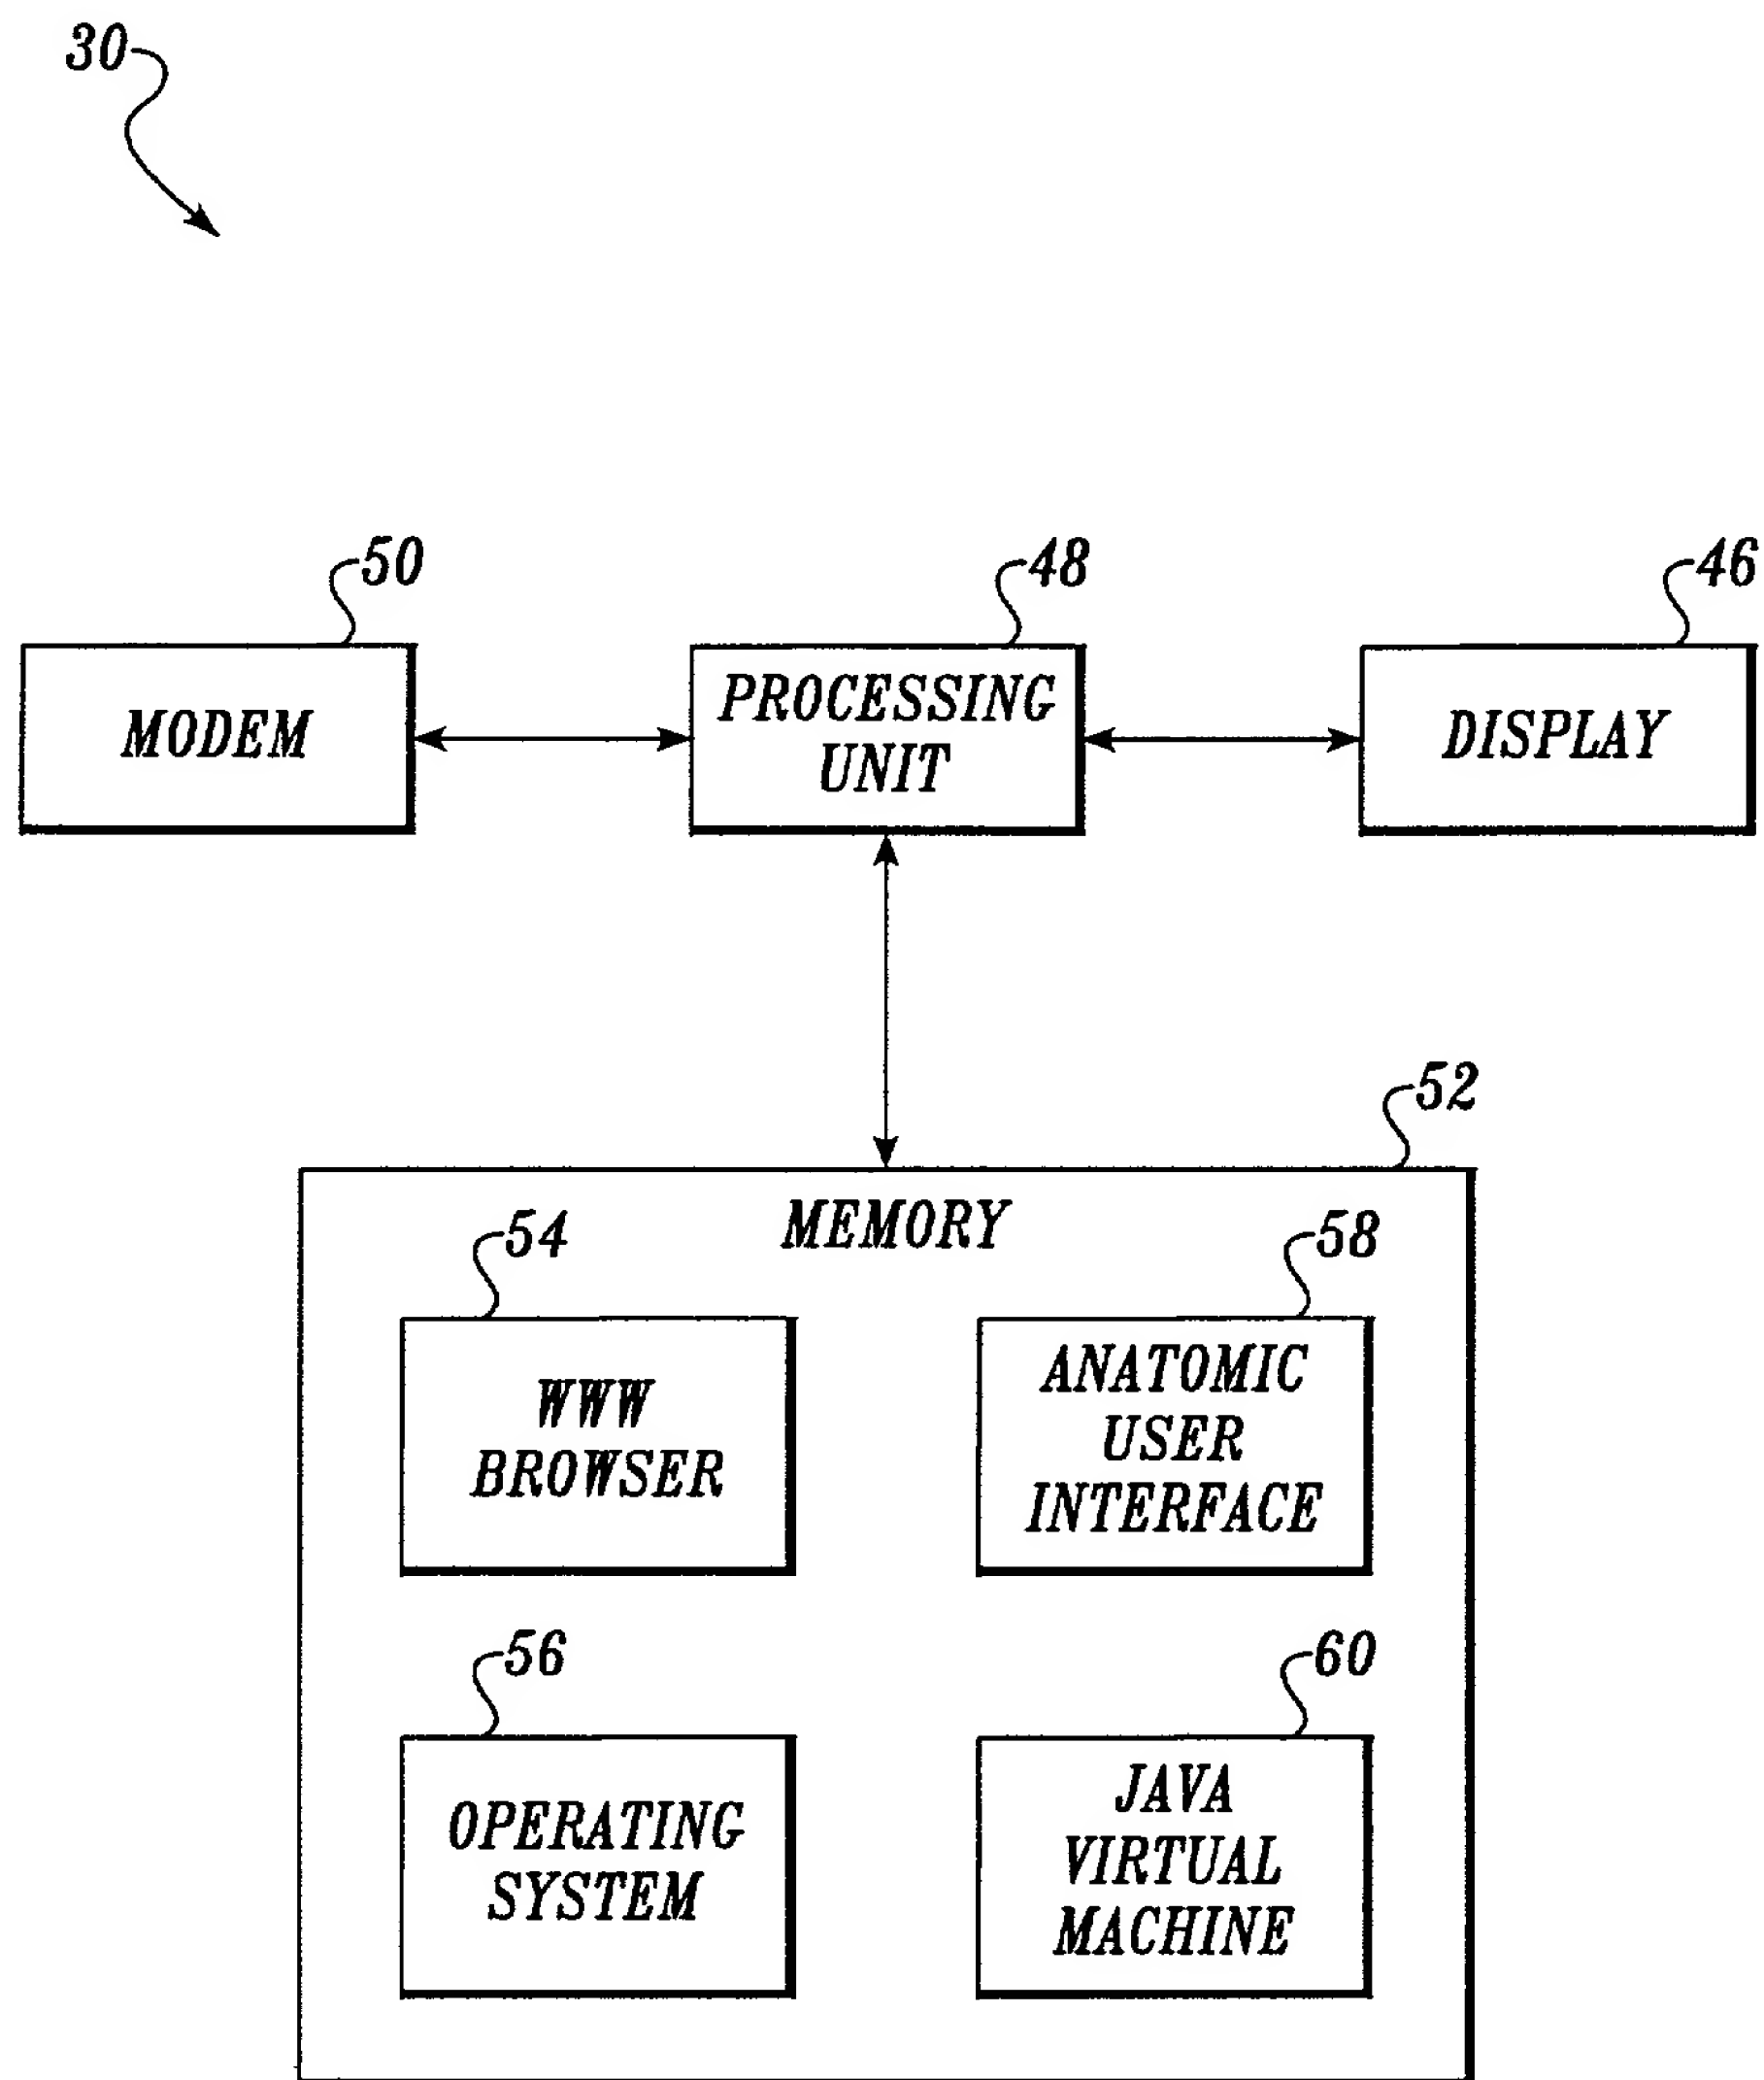 30
50
48
46
MODEM
PROCESSING
UNIT
DISPLAY
52
MEMORY
54
58
WWW
BROWSER
ANATOMIC
USER
INTERFACE
56
60
OPERATING
SYSTEM
JAVA
VIRTUAL
MACHINE